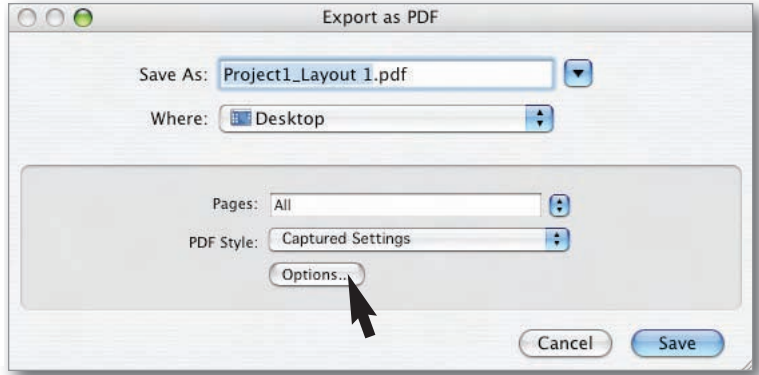 Export as PDF
Save As: Project1_Layout 1.pdf
Where: Desktop
Pages: All
PDF Style: Captured Settings
Options...
Cancel Save